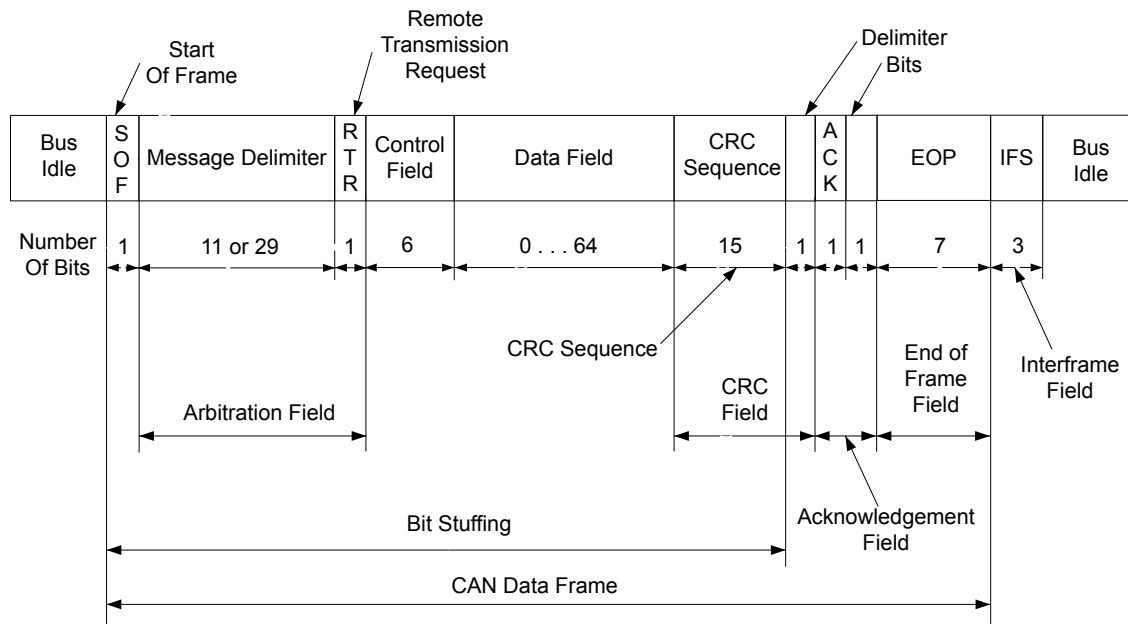 Start
Of Frame
Remote
Transmission
Request
Delimiter
Bits
Bus
Idle
S
O
F
Message Delimiter
R
T
R
Control
Field
Data Field
CRC
Sequence
A
C
K
EOP
IFS
Bus
Idle
Number
Of Bits
1
11 or 29
1
6
0 . . . 64
15
1
1
1
7
3
CRC Sequence
Arbitration Field
CRC
Field
End of
Frame
Field
Interframe
Field
Bit Stuffing
Acknowledgement
Field
CAN Data Frame